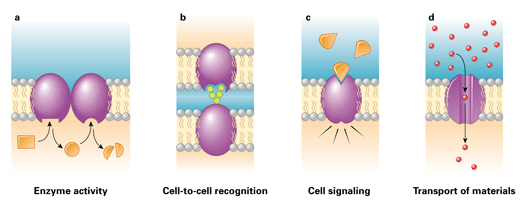 a
b
c
d
Enzyme activity
Cell-to-cell recognition
Cell signaling
Transport of materials